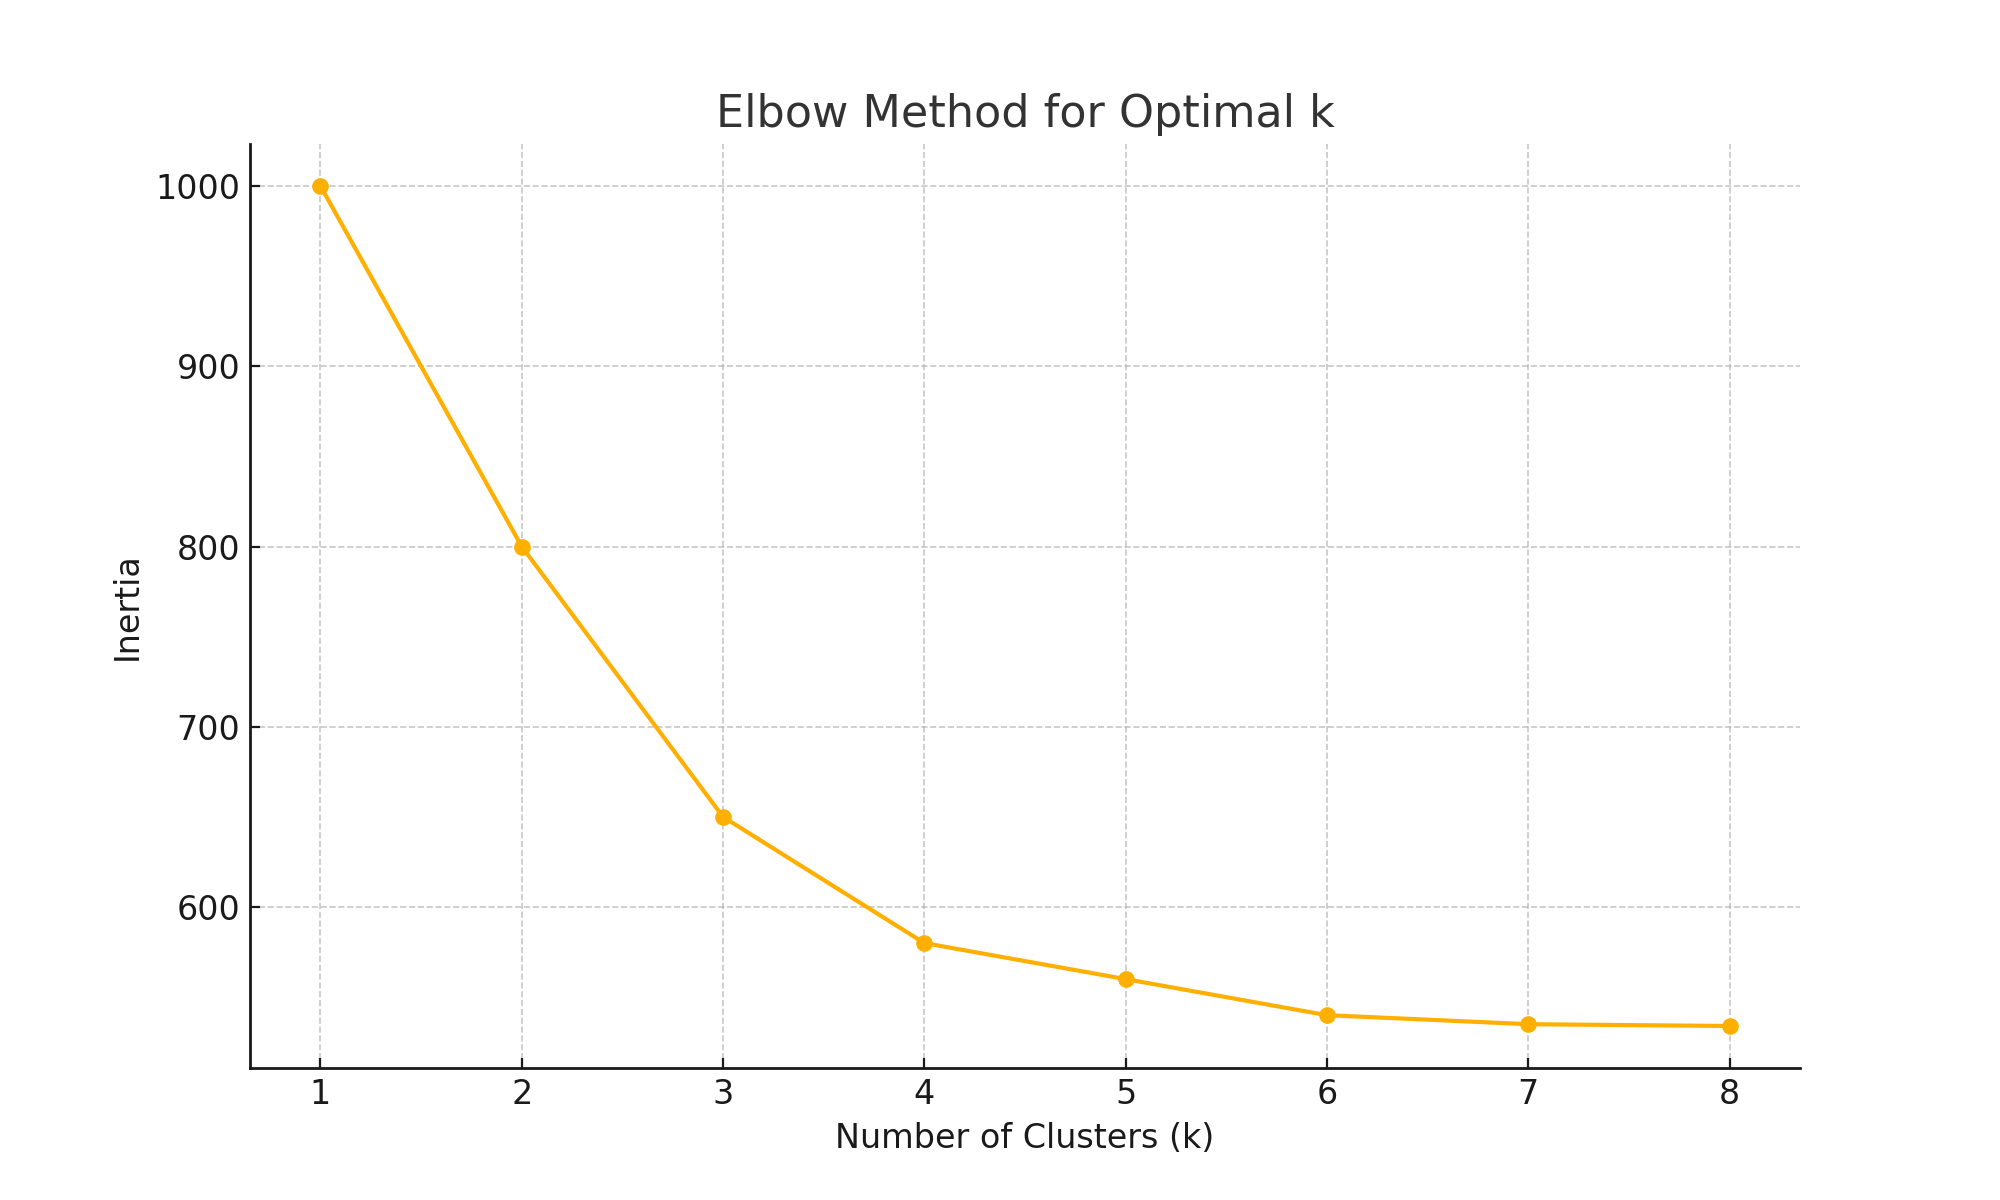 Elbow Method for Optimal k
1000
900
800
700
600
Inertia
1 2 3 4 5 6 7 8
Number of Clusters (k)